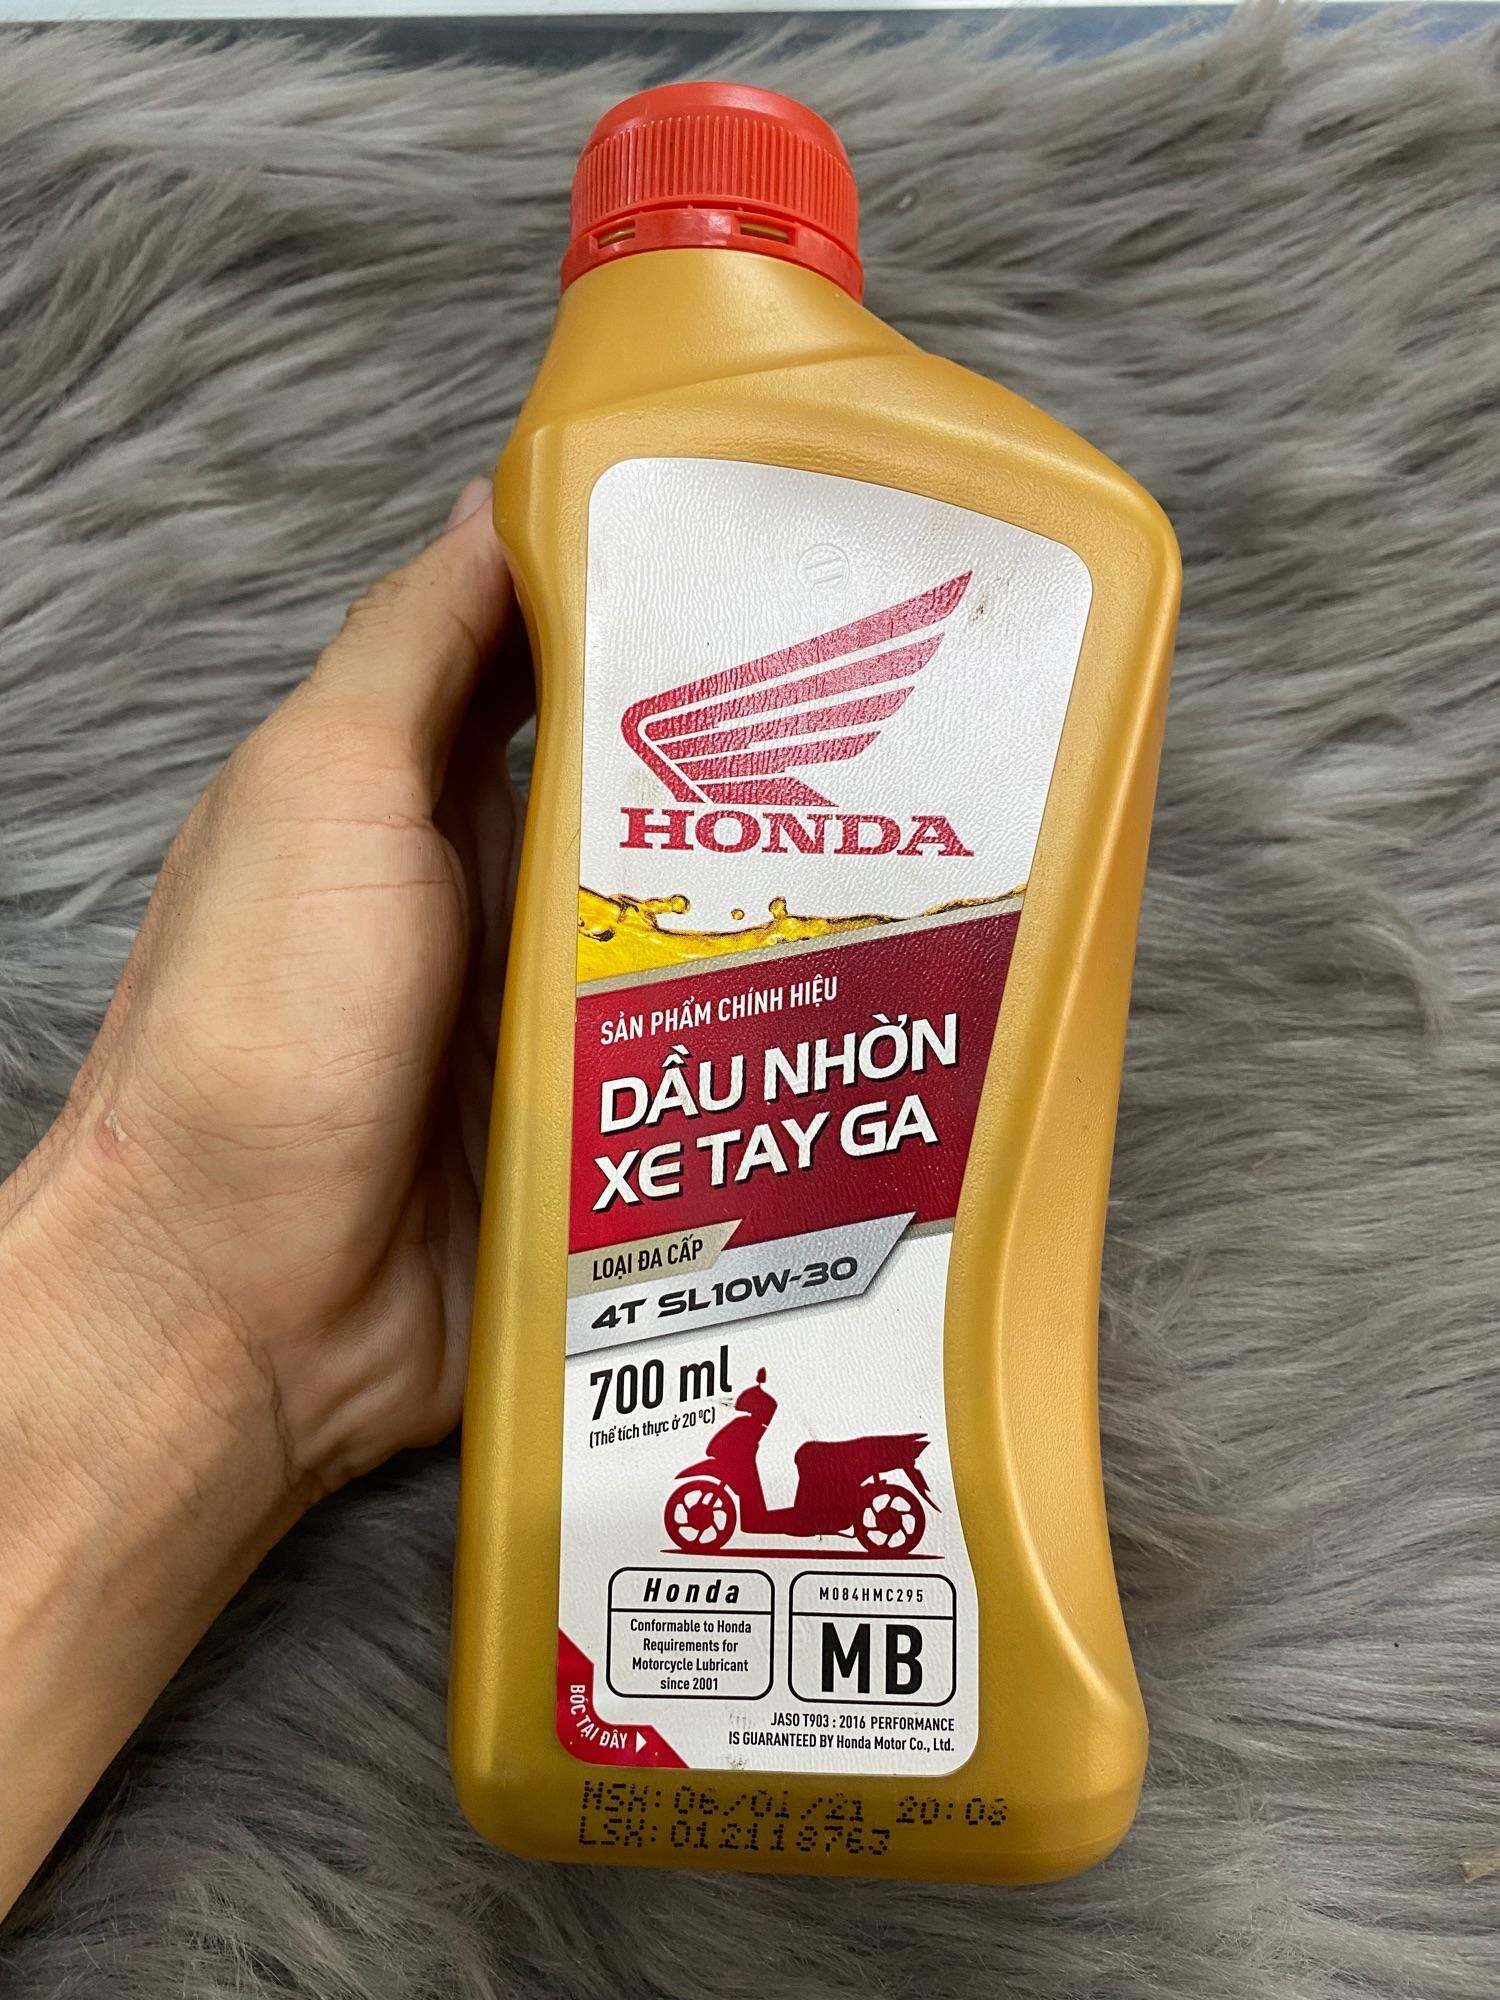 HONDA
SẢN PHẨM CHÍNH HIỆU
DẦU NHỜN
XE TAY GA
LOẠI ĐA CẤP
4T SL10W-30
700 ml
(Thể tích thực ở 20 ⁰C)
Honda
Conformable to Honda
Requirements for
Motorcycle Lubricant
since 2001
M084HMC295
MB
JASO T903 : 2016 PERFORMANCE
IS GUARANTEED BY Honda Motor Co., Ltd.
BÓC TẠI ĐÂY
NSX: 06/01/21 20:08
LSX: 012118763